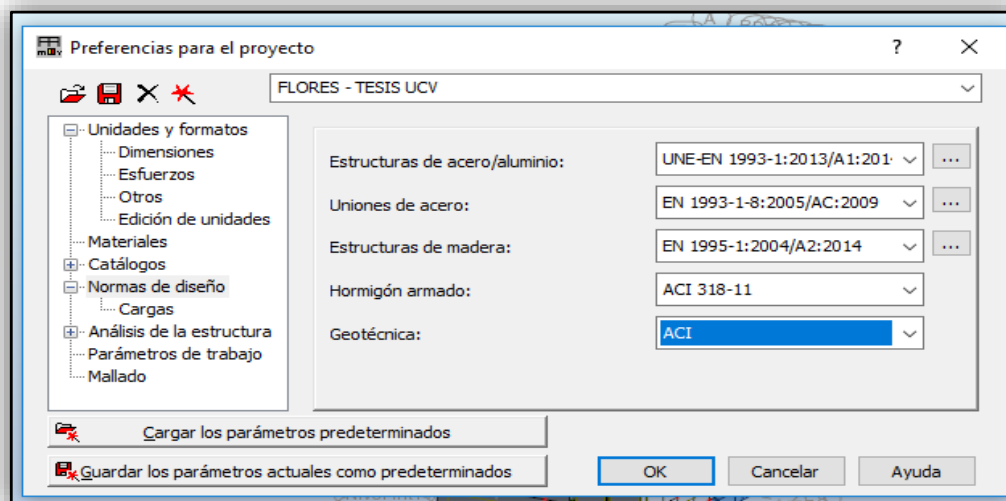 Preferencias para el proyecto
FLORES - TESIS UCV
Unidades y formatos
Dimensiones
Esfuerzos
Otros
Edición de unidades
Materiales
Catálogos
Normas de diseño
Cargas
Análisis de la estructura
Parámetros de trabajo
Mallado
Estructuras de acero/aluminio: UNE-EN 1993-1:2013/A1:201 ...
Uniones de acero: EN 1993-1-8:2005/AC:2009 ...
Estructuras de madera: EN 1995-1:2004/A2:2014 ...
Hormigón armado: ACI 318-11
Geotécnica: ACI
Cargar los parámetros predeterminados
Guardar los parámetros actuales como predeterminados
OK Cancelar Ayuda